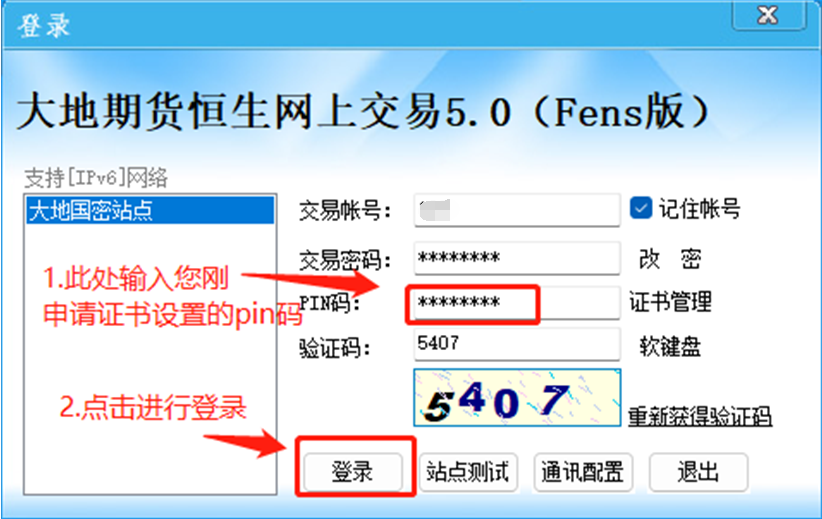 登录
大地期货恒生网上交易5.0（Fens版）
支持[IPv6]网络
大地国密站点
交易帐号：
记住帐号
交易密码：
********
改 密
1.此处输入您刚
申请证书设置的pin码
PIN码：
********
证书管理
验证码：
5407
软键盘
5407
重新获得验证码
2.点击进行登录
登录
站点测试
通讯配置
退出